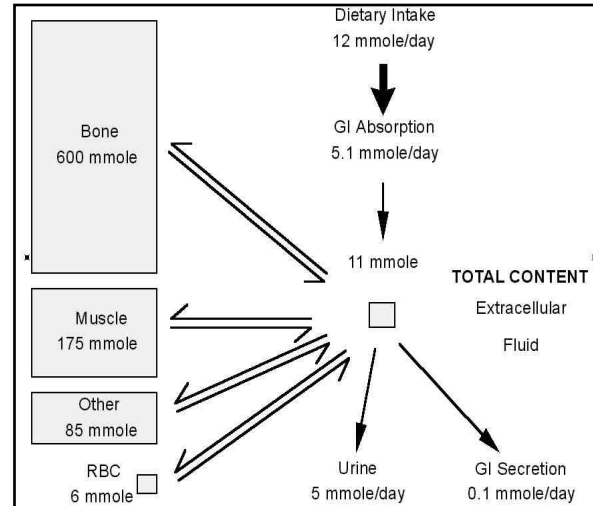 Dietary Intake
12 mmole/day
GI Absorption
5.1 mmole/day
Bone
600 mmole
11 mmole
TOTAL CONTENT
Extracellular
Fluid
Muscle
175 mmole
Other
85 mmole
RBC
6 mmole
Urine
5 mmole/day
GI Secretion
0.1 mmole/day